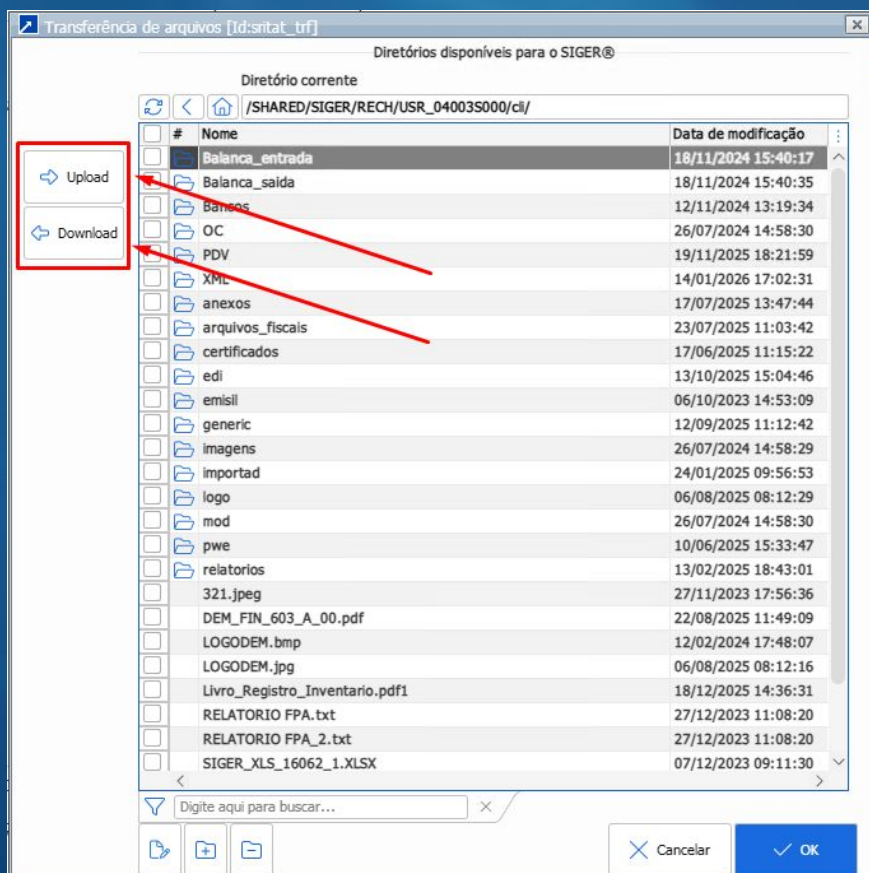 Transferência de arquivos [Id:sritat_trf]
Diretórios disponíveis para o SIGER®
Diretório corrente
/SHARED/SIGER/RECH/USR_04003S000/cli/
# Nome Data de modificação
Balanca_entrada 18/11/2024 15:40:17
Upload
Balanca_saida 18/11/2024 15:40:35
Bancos 12/11/2024 13:19:34
Download
OC 26/07/2024 14:58:30
PDV 19/11/2025 18:21:59
XML 14/01/2026 17:02:31
anexos 17/07/2025 13:47:44
arquivos_fiscais 23/07/2025 11:03:42
certificados 17/06/2025 11:15:22
edi 13/10/2025 15:04:46
emisil 06/10/2023 14:53:09
generic 12/09/2025 11:12:42
imagens 26/07/2024 14:58:29
importad 24/01/2025 09:56:53
logo 06/08/2025 08:12:29
mod 26/07/2024 14:58:30
pwe 10/06/2025 15:33:47
relatorios 13/02/2025 18:43:01
321.jpeg 27/11/2023 17:56:36
DEM_FIN_603_A_00.pdf 22/08/2025 11:49:09
LOGODEM.bmp 12/02/2024 17:48:07
LOGODEM.jpg 06/08/2025 08:12:16
Livro_Registro_Inventario.pdf1 18/12/2025 14:36:31
RELATORIO FPA.txt 27/12/2023 11:08:20
RELATORIO FPA_2.txt 27/12/2023 11:08:20
SIGER_XLS_16062_1.XLSX 07/12/2023 09:11:30
Digite aqui para buscar...
Cancelar
OK